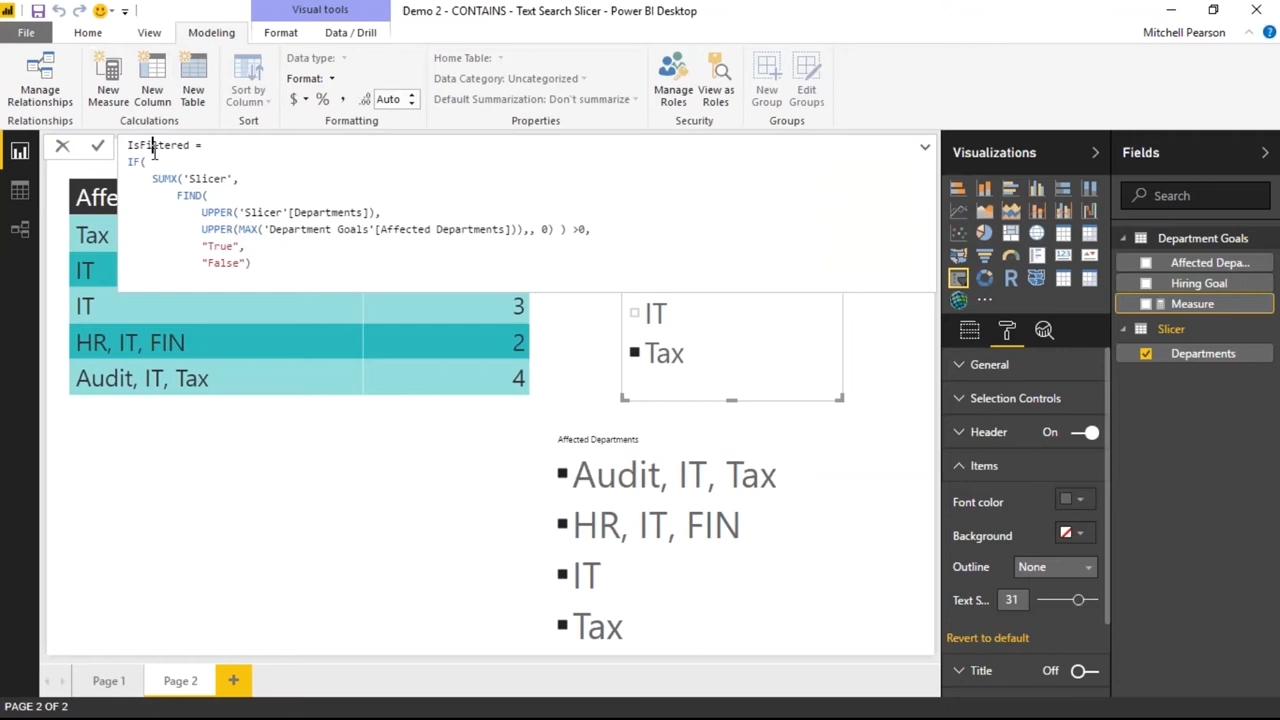 Visual tools
Demo 2 - CONTAINS - Text Search Slicer - Power BI Desktop
File Home View Modeling Format Data / Drill
Mitchell Pearson
Manage Relationships
New Measure
New Column
New Table
Sort by Column
Data type:
Format:
$ % , Auto
Home Table:
Data Category: Uncategorized
Default Summarization: Don't summarize
Manage Roles
View as Roles
New Group
Edit Groups
Relationships Calculations Sort Formatting Properties Security Groups
IsFiltered =
IF(
SUMX('Slicer',
FIND(
UPPER('Slicer'[Departments]),
UPPER(MAX('Department Goals'[Affected Departments])),, 0) ) >0,
"True",
"False")
Affe
Tax
IT
IT 3
HR, IT, FIN 2
Audit, IT, Tax 4
IT
Tax
Affected Departments
Audit, IT, Tax
HR, IT, FIN
IT
Tax
Visualizations
R
General
Selection Controls
Header On
Items
Font color
Background
Outline None
Text S... 31
Revert to default
Title Off
Fields
Search
Department Goals
Affected Depa...
Hiring Goal
Measure
Slicer
Departments
Page 1 Page 2
PAGE 2 OF 2